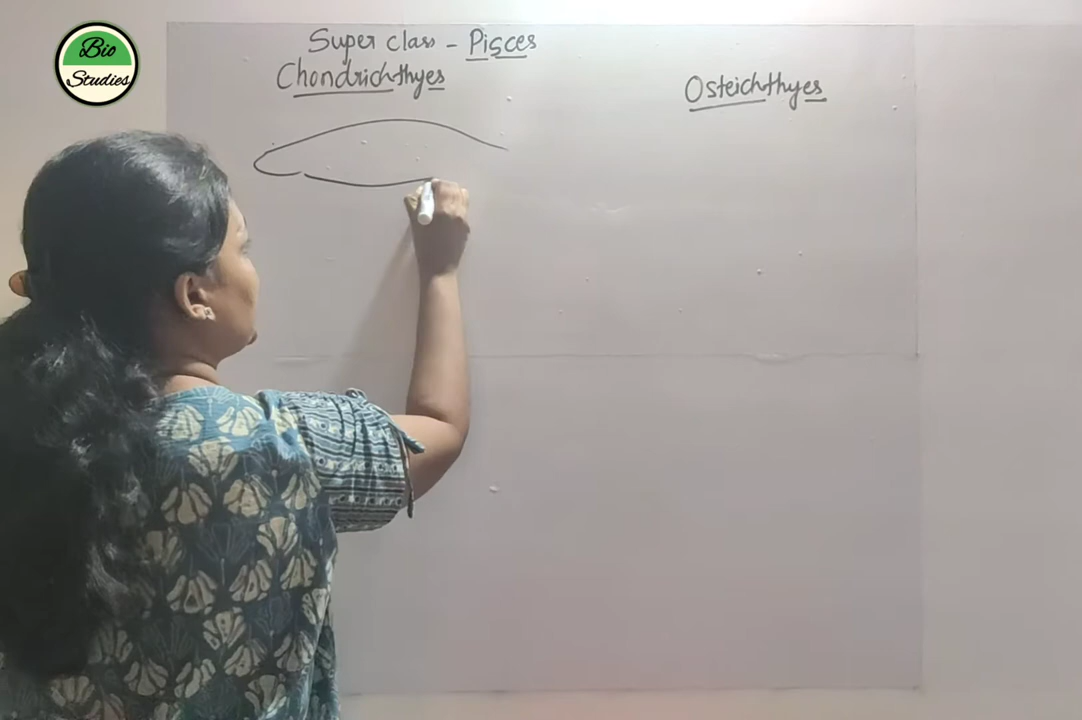 Bio
Studies
Super class - Pisces
Chondrichthyes
Osteichthyes